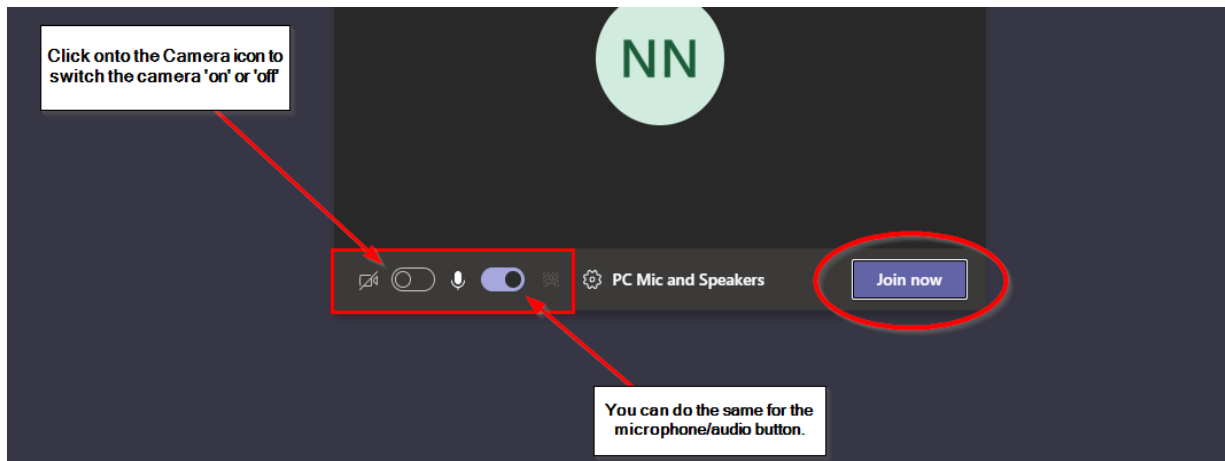 Click onto the Camera icon to
switch the camera 'on' or 'off'
NN
PC Mic and Speakers
Join now
You can do the same for the
microphone/audio button.